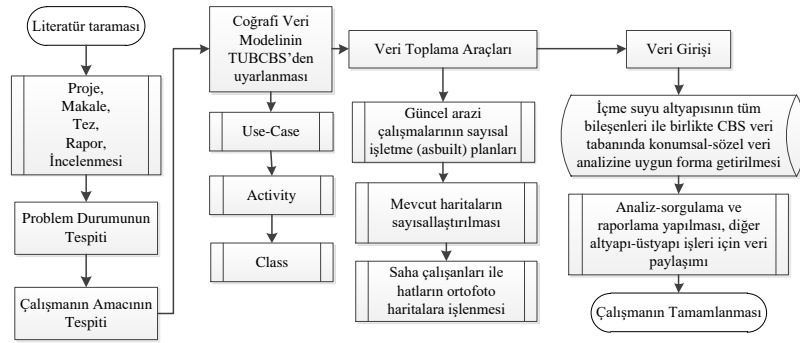 Literatür taraması
Proje,
Makale,
Tez,
Rapor,
İncelenmesi
Problem Durumunun
Tespiti
Çalışmanın Amacının
Tespiti
Coğrafi Veri
Modelinin
TUBCBS’den
uyarlanması
Use-Case
Activity
Class
Veri Toplama Araçları
Güncel arazi
çalışmalarının sayısal
işletme (asbuilt) planları
Mevcut haritaların
sayısallaştırılması
Saha çalışanları ile
hatların ortofoto
haritalara işlenmesi
Veri Girişi
İçme suyu altyapısının tüm
bileşenleri ile birlikte CBS veri
tabanında konumsal-sözel veri
analizine uygun forma getirilmesi
Analiz-sorgulama ve
raporlama yapılması, diğer
altyapı-üstyapı işleri için veri
paylaşımı
Çalışmanın Tamamlanması